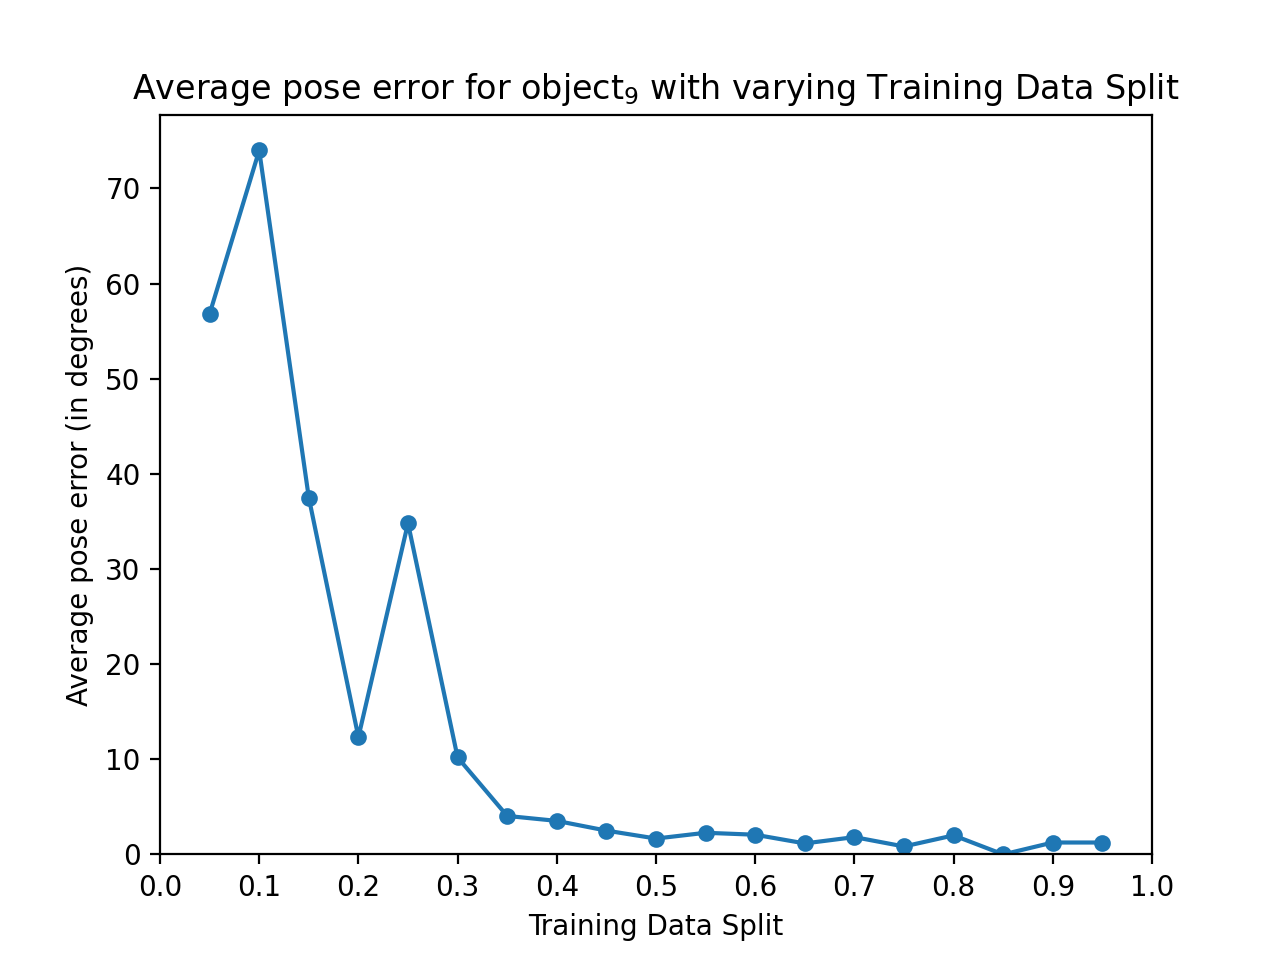 Average pose error for object₉ with varying Training Data Split
Average pose error (in degrees)
70
60
50
40
30
20
10
0
0.0 0.1 0.2 0.3 0.4 0.5 0.6 0.7 0.8 0.9 1.0
Training Data Split